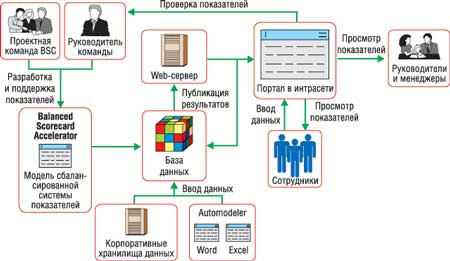 Проверка показателей
Проектная
команда BSC
Руководитель
команды
Web-сервер
Портал в интрасети
Просмотр
показателей
Руководители
и менеджеры
Разработка
и поддержка
показателей
Публикация
результатов
Ввод
данных
Просмотр
показателей
Balanced
Scorecard
Accelerator
Модель сбалан-
сированной
системы
показателей
База
данных
Сотрудники
Ввод данных
Корпоративные
хранилища данных
Automodeler
Word
Excel